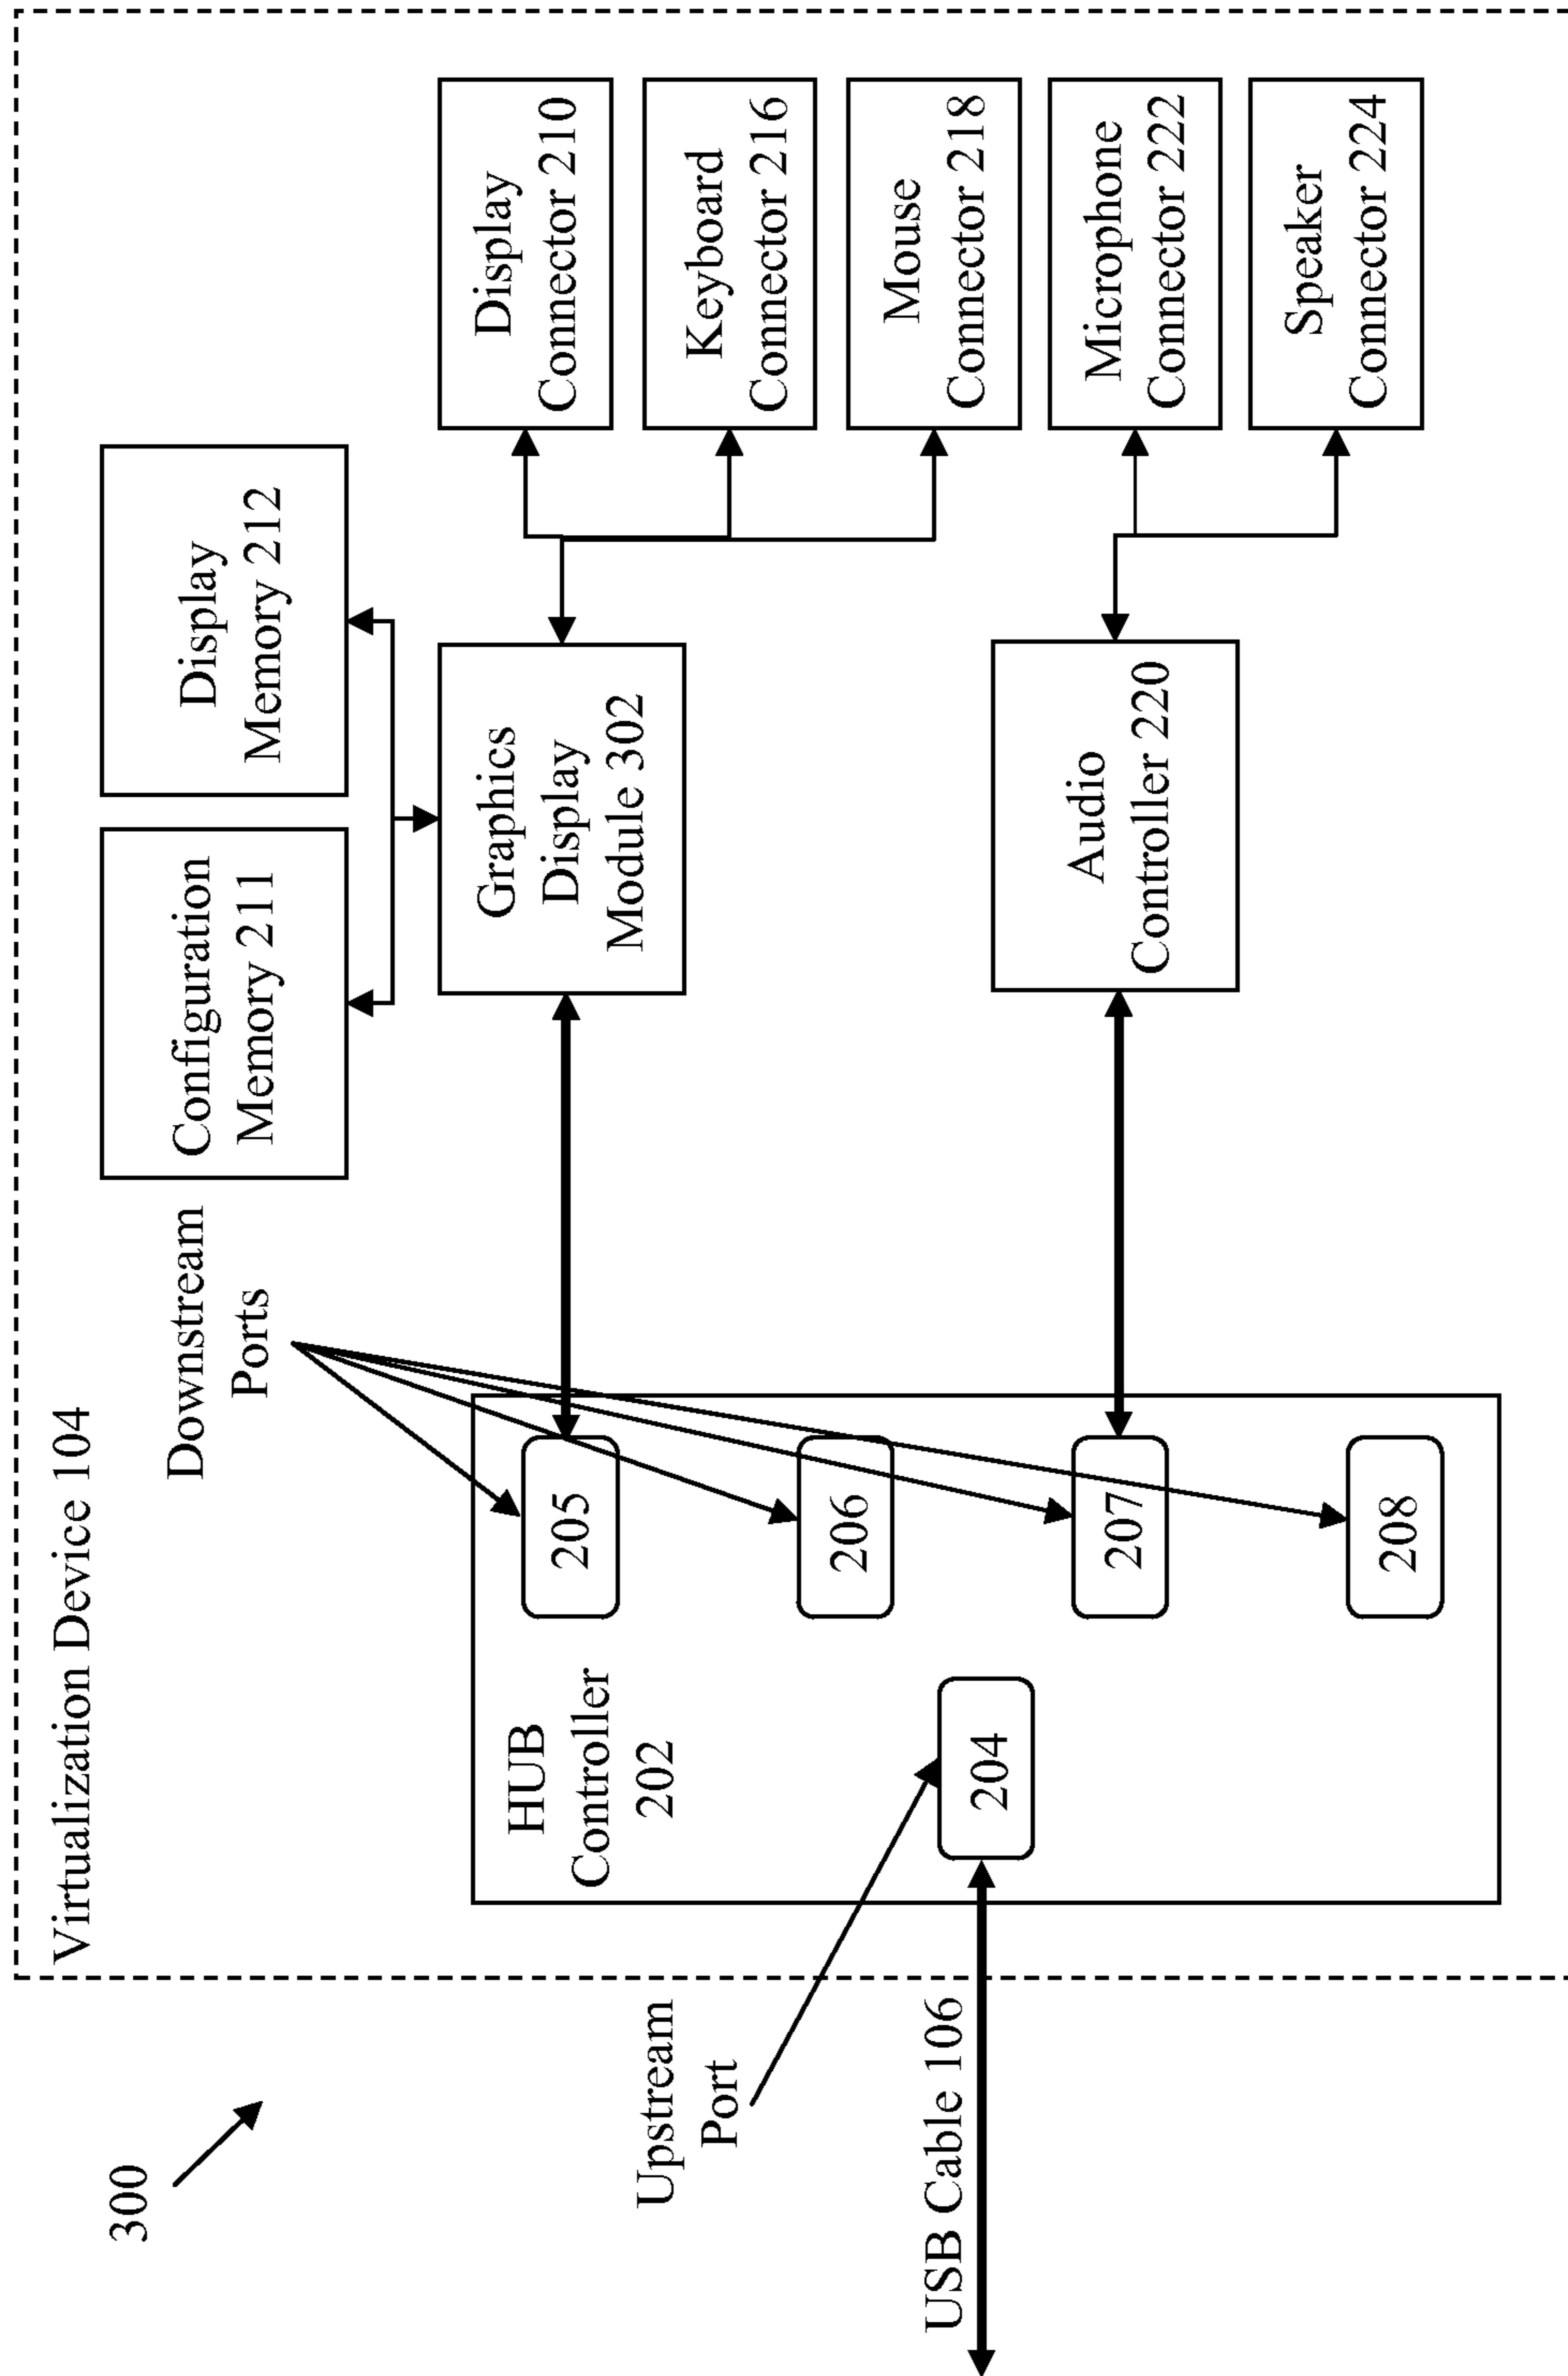 300
Virtualization Device 104
Downstream
Ports
Configuration
Memory 211
Display
Memory 212
HUB
Controller
202
205
206
207
208
204
Upstream
Port
USB Cable 106
Graphics
Display
Module 302
Audio
Controller 220
Display
Connector 210
Keyboard
Connector 216
Mouse
Connector 218
Microphone
Connector 222
Speaker
Connector 224